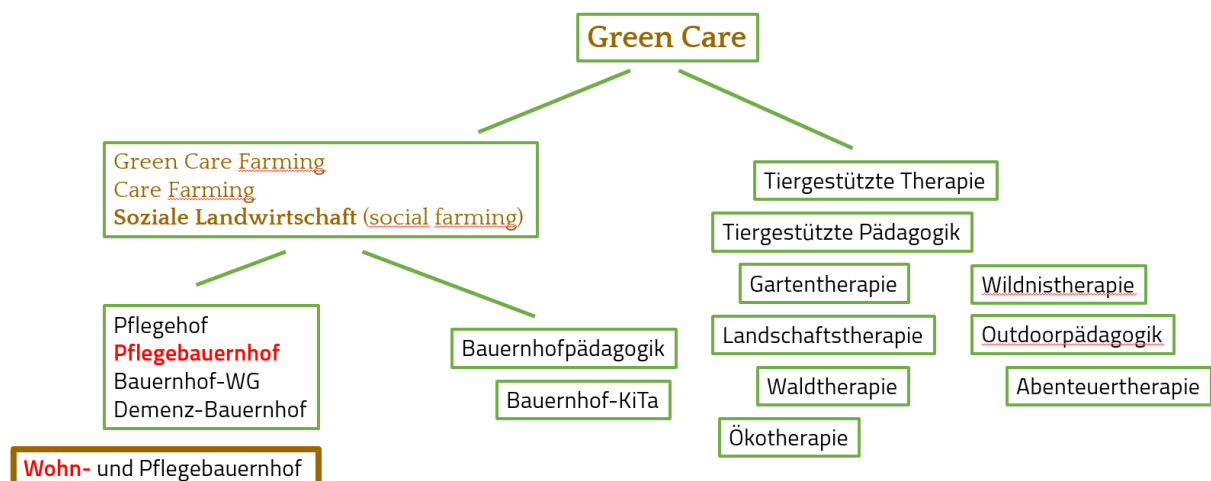 Green Care
Green Care Farming
Care Farming
Soziale Landwirtschaft (social farming)
Tiergestützte Therapie
Tiergestützte Pädagogik
Gartentherapie
Wildnistherapie
Landschaftstherapie
Outdoorpädagogik
Waldtherapie
Abenteuertherapie
Ökotherapie
Pflegehof
Pflegebauernhof
Bauernhof-WG
Demenz-Bauernhof
Bauernhofpädagogik
Bauernhof-KiTa
Wohn- und Pflegebauernhof